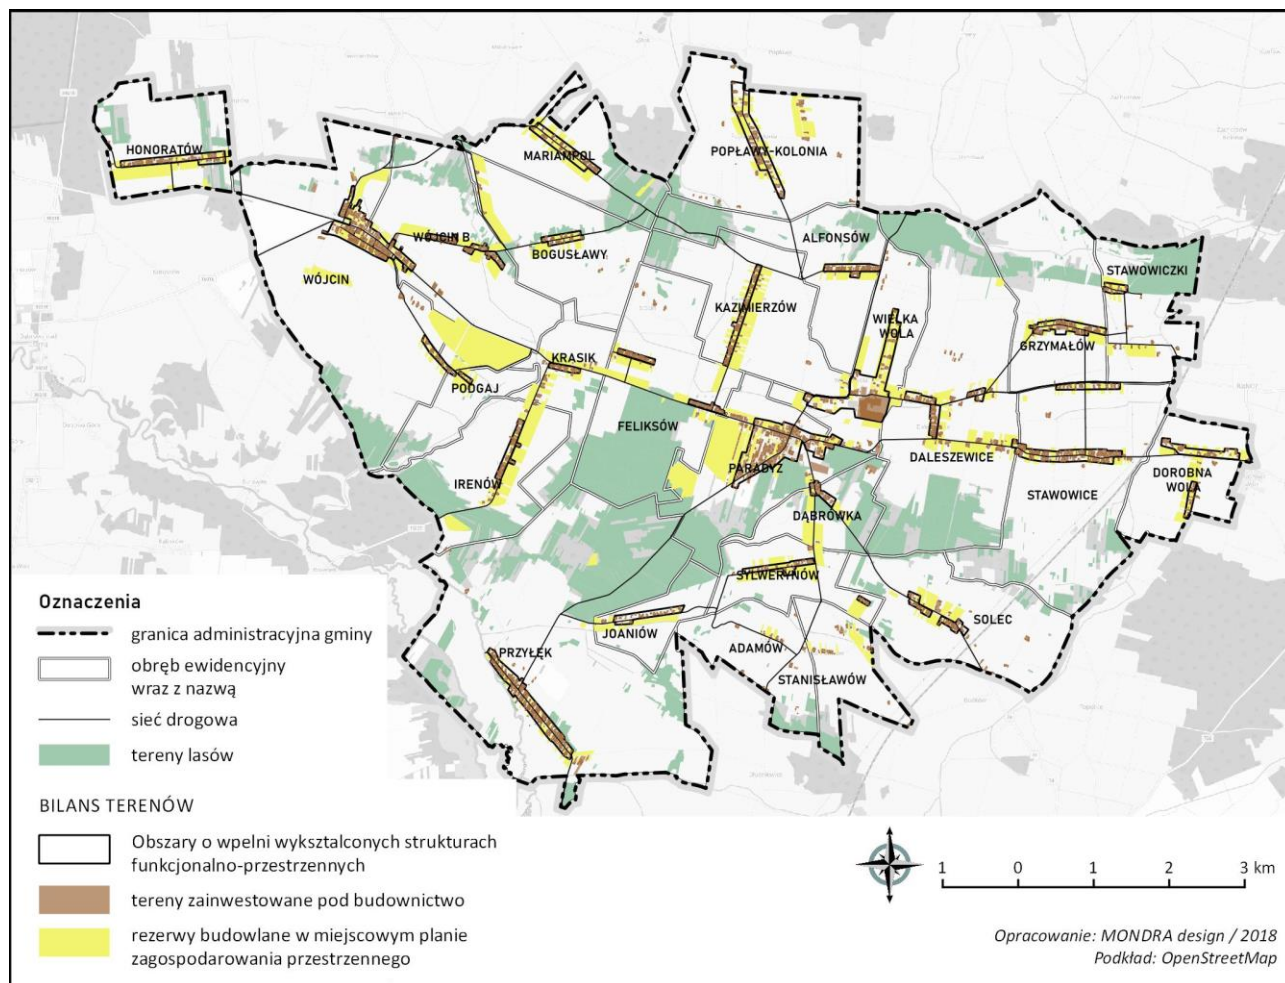 HONORATÓW
MARIAMPOL
POPŁAWY-KOLONIA
WÓJCIN B
BOGUSŁAWY
ALFONSÓW
STAWOWICZKI
WÓJCIN
KAZIMIERZÓW
WIELKA
WOLA
GRZYMAŁÓW
KRASIK
PODGAJ
FELIKSÓW
PARADYŻ
DALESZEWICE
DOROBNA
WOLA
IRENÓW
STAWOWICE
DĄBRÓWKA
SYLWERYNÓW
JOANIÓW
SOLEC
PRZYŁĘK
ADAMÓW
STANISŁAWÓW
Oznaczenia
granica administracyjna gminy
obręb ewidencyjny
wraz z nazwą
sieć drogowa
tereny lasów
BILANS TERENÓW
Obszary o wpełni wykształconych strukturach
funkcjonalno-przestrzennych
tereny zainwestowane pod budownictwo
rezerwy budowlane w miejscowym planie
zagospodarowania przestrzennego
1 0 1 2 3 km
Opracowanie: MONDRA design / 2018
Podkład: OpenStreetMap